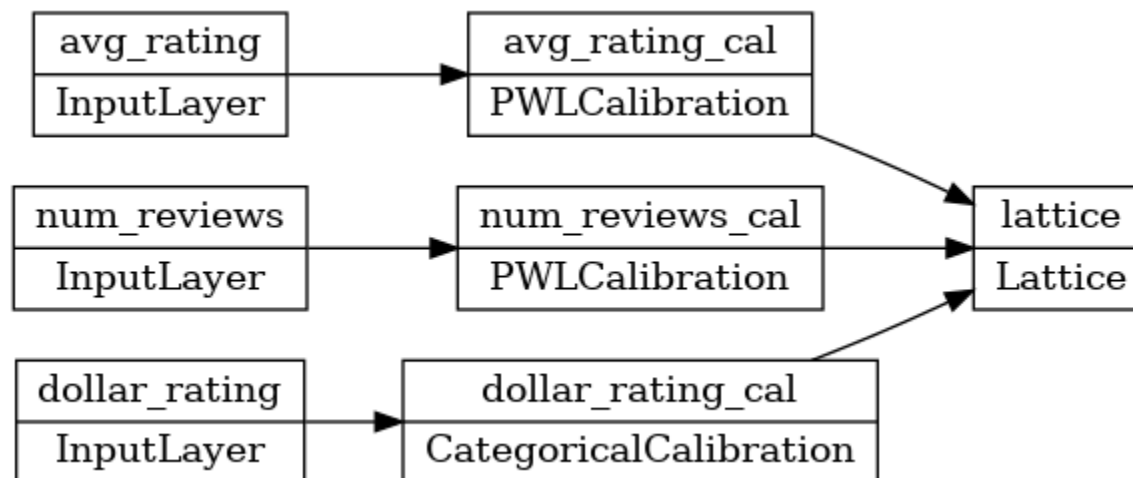 avg_rating
InputLayer
avg_rating_cal
PWLCalibration
num_reviews
InputLayer
num_reviews_cal
PWLCalibration
lattice
Lattice
dollar_rating
InputLayer
dollar_rating_cal
CategoricalCalibration